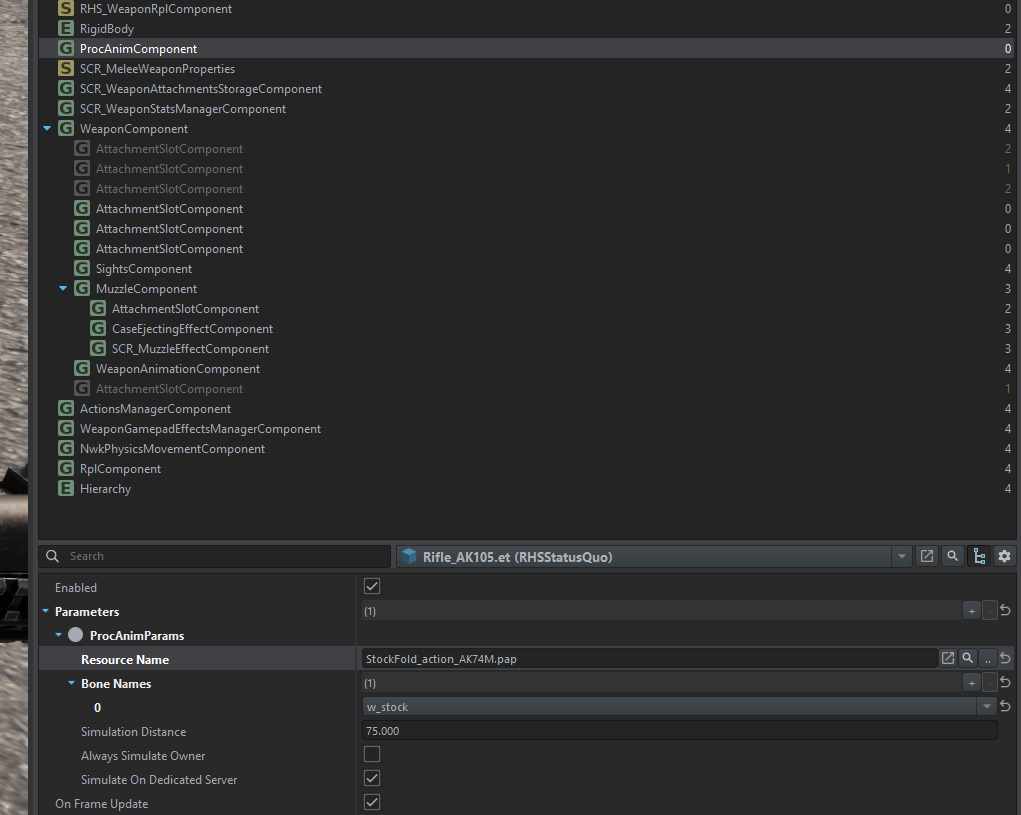 S RHS_WeaponRplComponent 0
E RigidBody 2
G ProcAnimComponent 0
S SCR_MeleeWeaponProperties 2
G SCR_WeaponAttachmentsStorageComponent 4
G SCR_WeaponStatsManagerComponent 2
G WeaponComponent 4
G AttachmentSlotComponent 2
G AttachmentSlotComponent 1
G AttachmentSlotComponent 2
G AttachmentSlotComponent 0
G AttachmentSlotComponent 0
G AttachmentSlotComponent 0
G SightsComponent 4
G MuzzleComponent 3
G AttachmentSlotComponent 2
G CaseEjectingEffectComponent 3
G SCR_MuzzleEffectComponent 3
G WeaponAnimationComponent 4
G AttachmentSlotComponent 1
G ActionsManagerComponent 4
G WeaponGamepadEffectsManagerComponent 4
G NwkPhysicsMovementComponent 4
G RplComponent 4
E Hierarchy 4
Search Rifle_AK105.et (RHSStatusQuo)
Enabled
Parameters (1) + -
ProcAnimParams
Resource Name StockFold_action_AK74M.pap ..
Bone Names (1) + -
0 w_stock
Simulation Distance 75.000
Always Simulate Owner
Simulate On Dedicated Server
On Frame Update